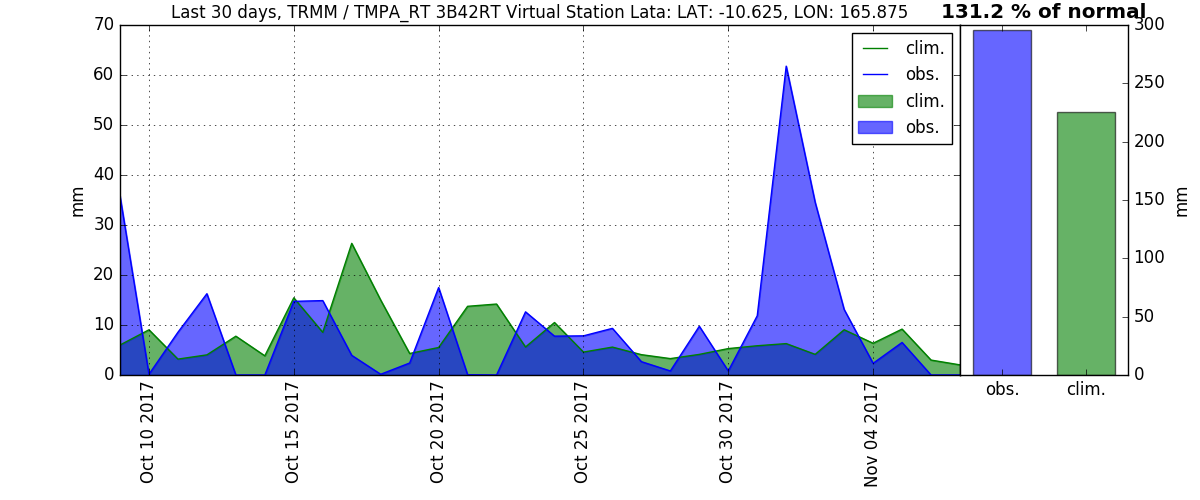 Last 30 days, TRMM / TMPA_RT 3B42RT Virtual Station Lata: LAT: -10.625, LON: 165.875
131.2 % of normal
70
60
50
40
30
20
10
0
mm
clim.
obs.
clim.
obs.
Oct 10 2017
Oct 15 2017
Oct 20 2017
Oct 25 2017
Oct 30 2017
Nov 04 2017
300
250
200
150
100
50
0
mm
obs.
clim.